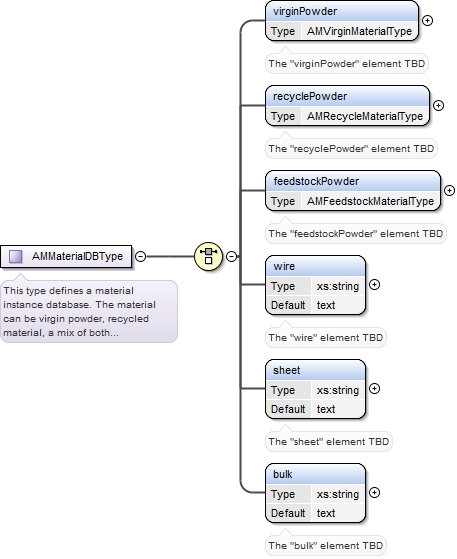 virginPowder
Type AMVirginMaterialType
The "virginPowder" element TBD
recyclePowder
Type AMRecycleMaterialType
The "recyclePowder" element TBD
feedstockPowder
Type AMFeedstockMaterialType
The "feedstockPowder" element TBD
AMMaterialDBType
This type defines a material
instance database. The material
can be virgin powder, recycled
material, a mix of both...
wire
Type xs:string
Default text
The "wire" element TBD
sheet
Type xs:string
Default text
The "sheet" element TBD
bulk
Type xs:string
Default text
The "bulk" element TBD